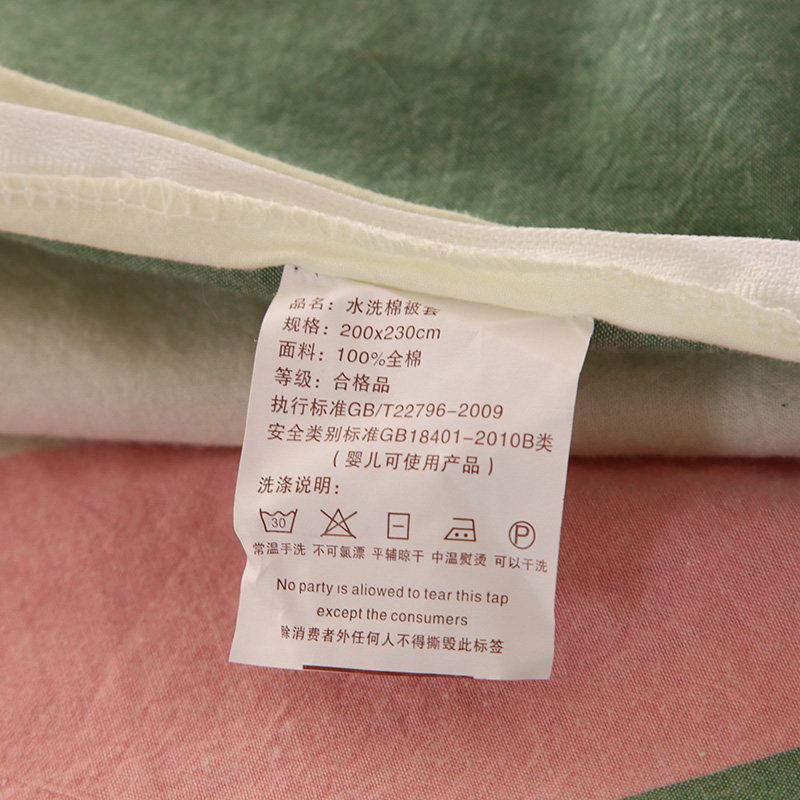 品名：水洗棉被套
规格：200x230cm
面料：100%全棉
等级：合格品
执行标准GB/T22796-2009
安全类别标准GB18401-2010B类
（婴儿可使用产品）
洗涤说明：
30 P
常温手洗 不可氯漂 平辅晾干 中温熨烫 可以干洗
No party is allowed to tear this tap
except the consumers
除消费者外任何人不得撕毁此标签